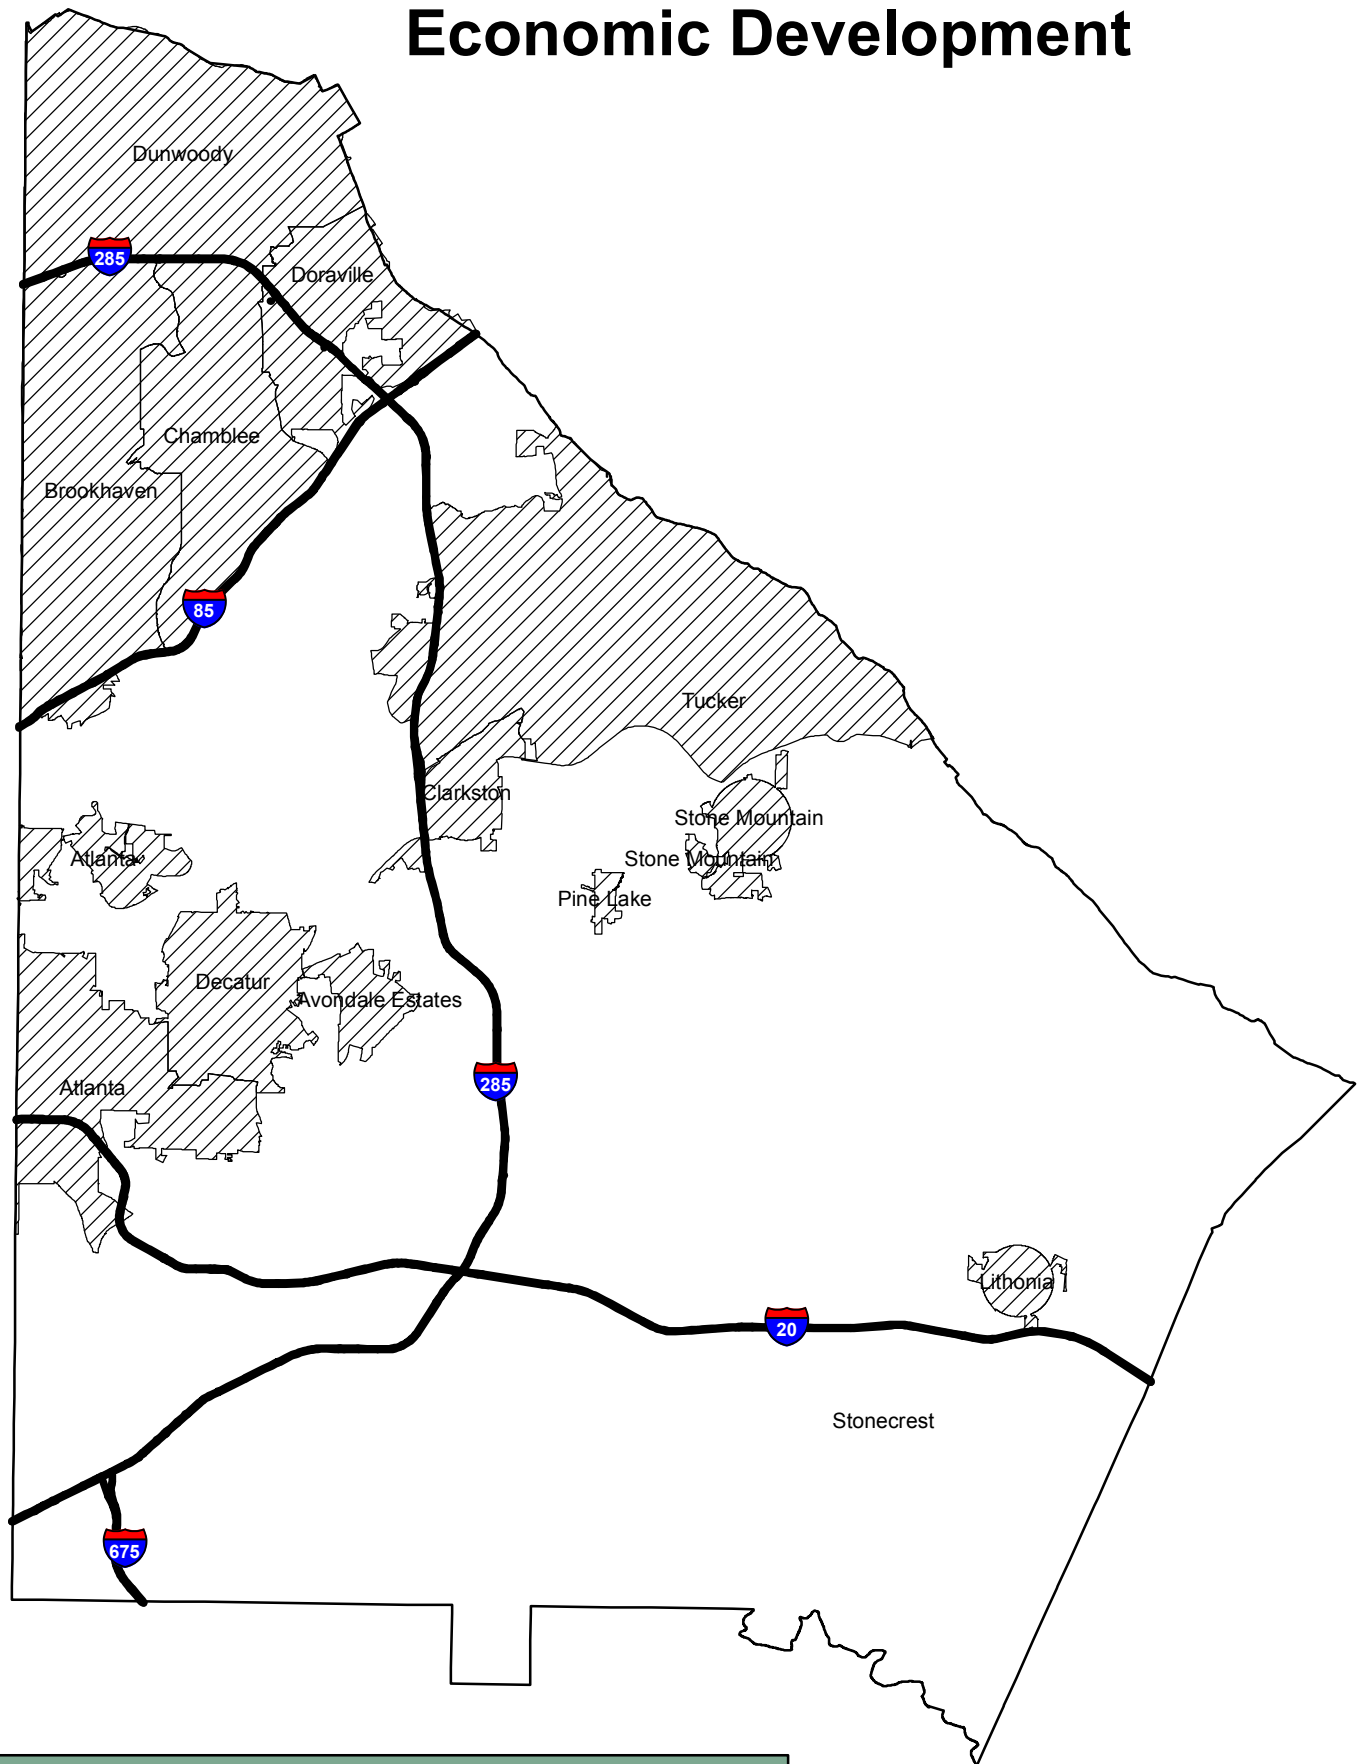 Economic Development
Dunwoody
285
Doraville
Chamblee
Brookhaven
85
Tucker
Clarkston
Stone Mountain
Atlanta
Stone Mountain
Pine Lake
Decatur
Avondale Estates
285
Atlanta
Lithonia
20
Stonecrest
675